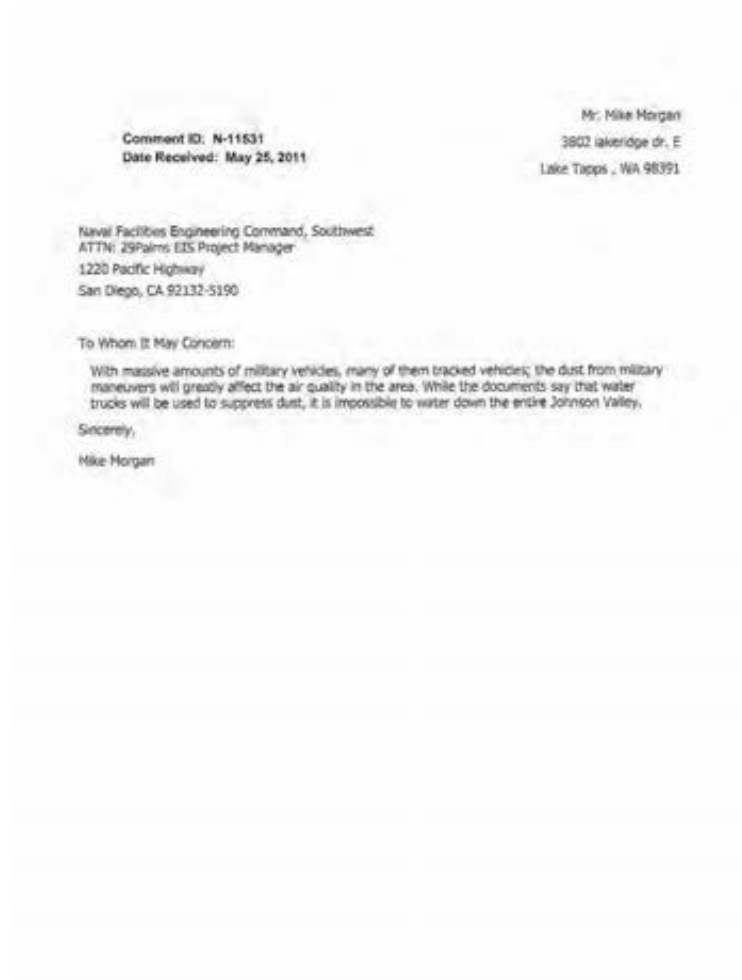 Mr. Mike Morgan
Comment ID: N-11531
3802 lakeridge dr. E
Date Received: May 25, 2011
Lake Tapps , WA 98391
Naval Facilities Engineering Command, Southwest
ATTN: 29Palms EIS Project Manager
1220 Pacific Highway
San Diego, CA 92132-5190
To Whom It May Concern:
With massive amounts of military vehicles, many of them tracked vehicles; the dust from military
maneuvers will greatly affect the air quality in the area. While the documents say that water
trucks will be used to suppress dust, it is impossible to water down the entire Johnson Valley.
Sincerely,
Mike Morgan